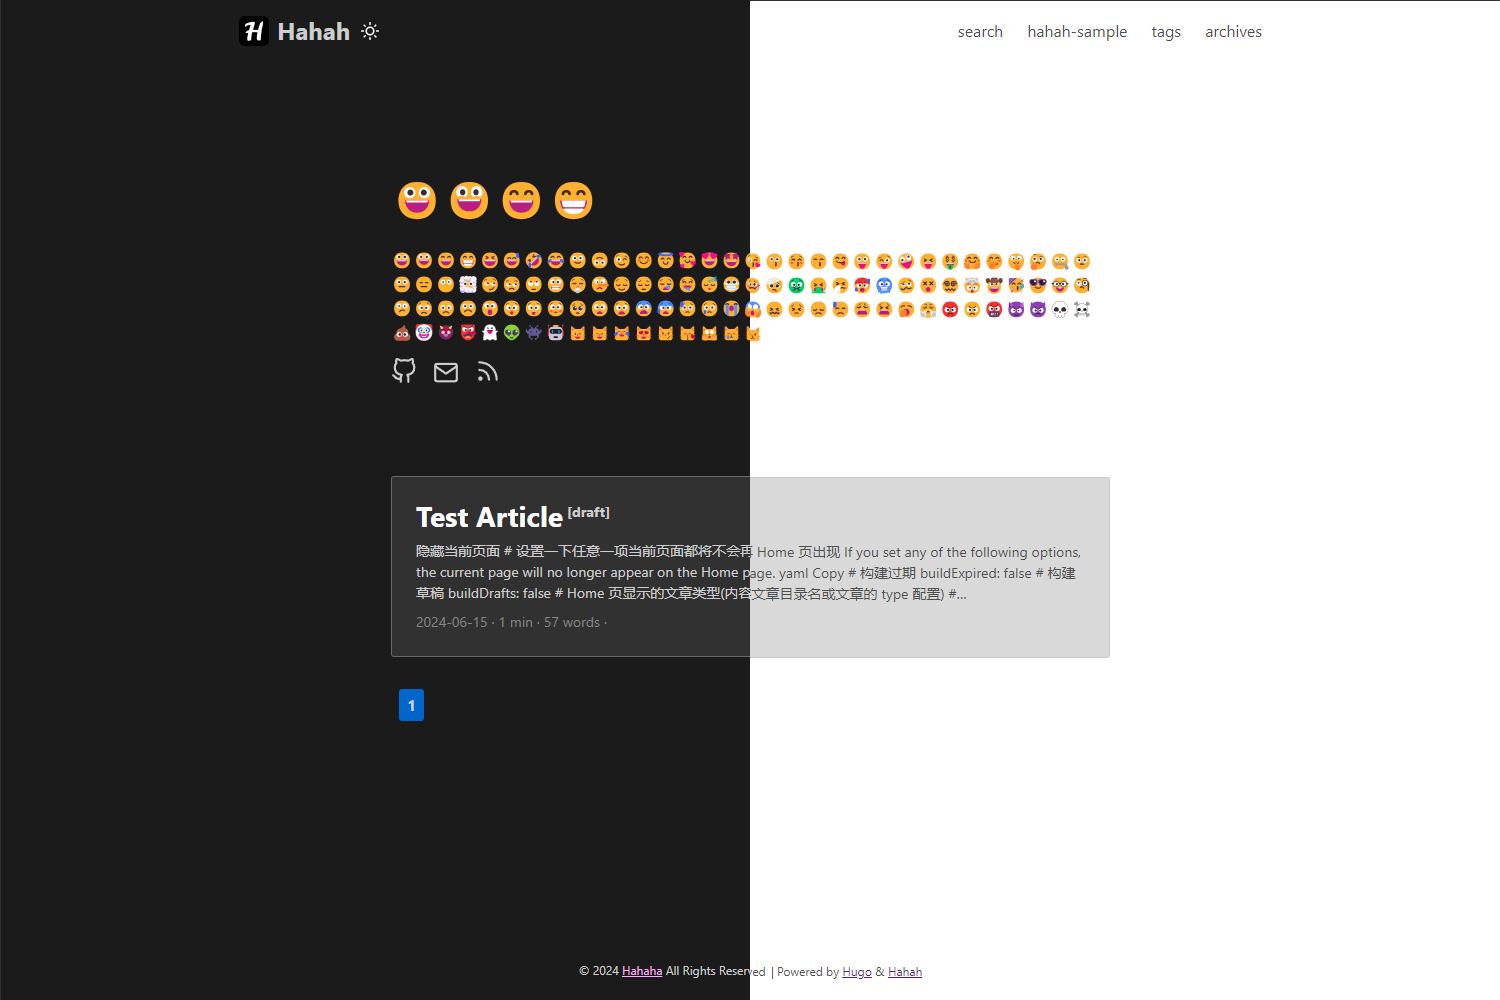 H Hahah search hahah-sample tags archives
Test Article [draft]
隐藏当前页面 # 设置一下任意一项当前页面都将不会再 Home 页出现 If you set any of the following options,
the current page will no longer appear on the Home page. yaml Copy # 构建过期 buildExpired: false # 构建
草稿 buildDrafts: false # Home 页显示的文章类型(内容文章目录名或文章的 type 配置) #...
2024-06-15 · 1 min · 57 words ·
1
© 2024 Hahaha All Rights Reserved | Powered by Hugo & Hahah